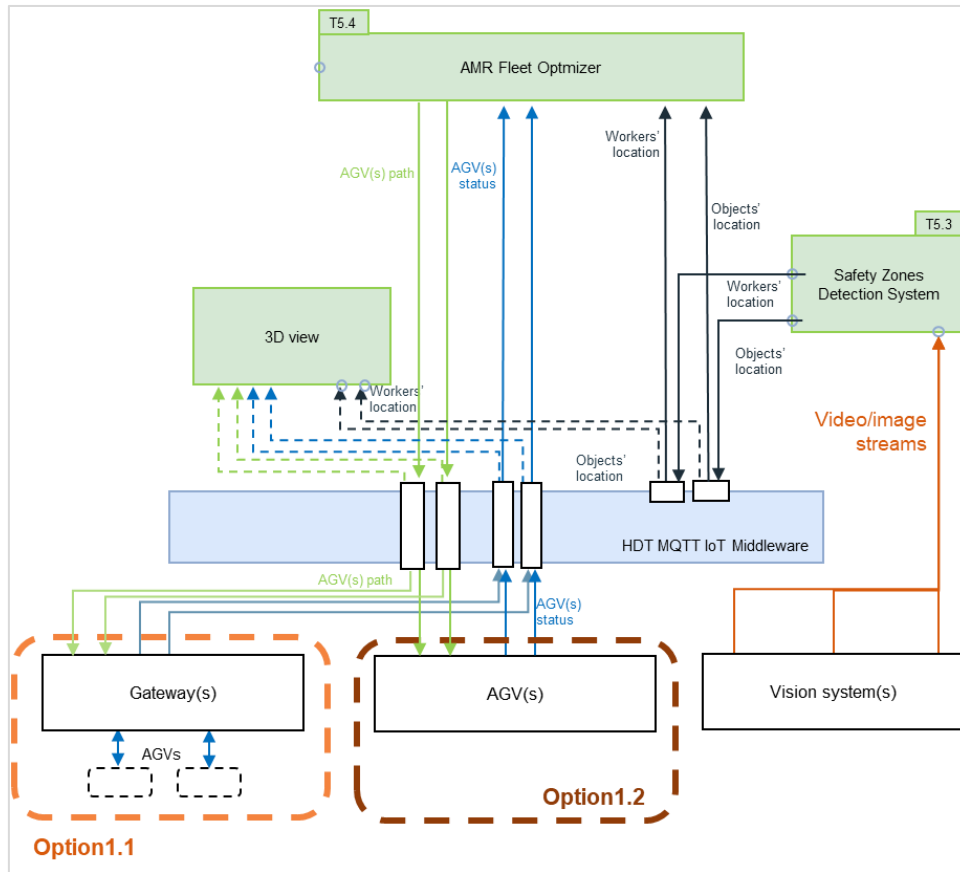 T5.4
AMR Fleet Optmizer
Workers'
location
AGV(s) path
AGV(s)
status
Objects'
location
T5.3
Safety Zones
Detection System
Workers'
location
3D view
Objects'
location
Workers'
location
Video/image
streams
Objects'
location
HDT MQTT IoT Middleware
AGV(s) path
AGV(s)
status
Gateway(s)
AGV(s)
Vision system(s)
AGVs
Option1.2
Option1.1